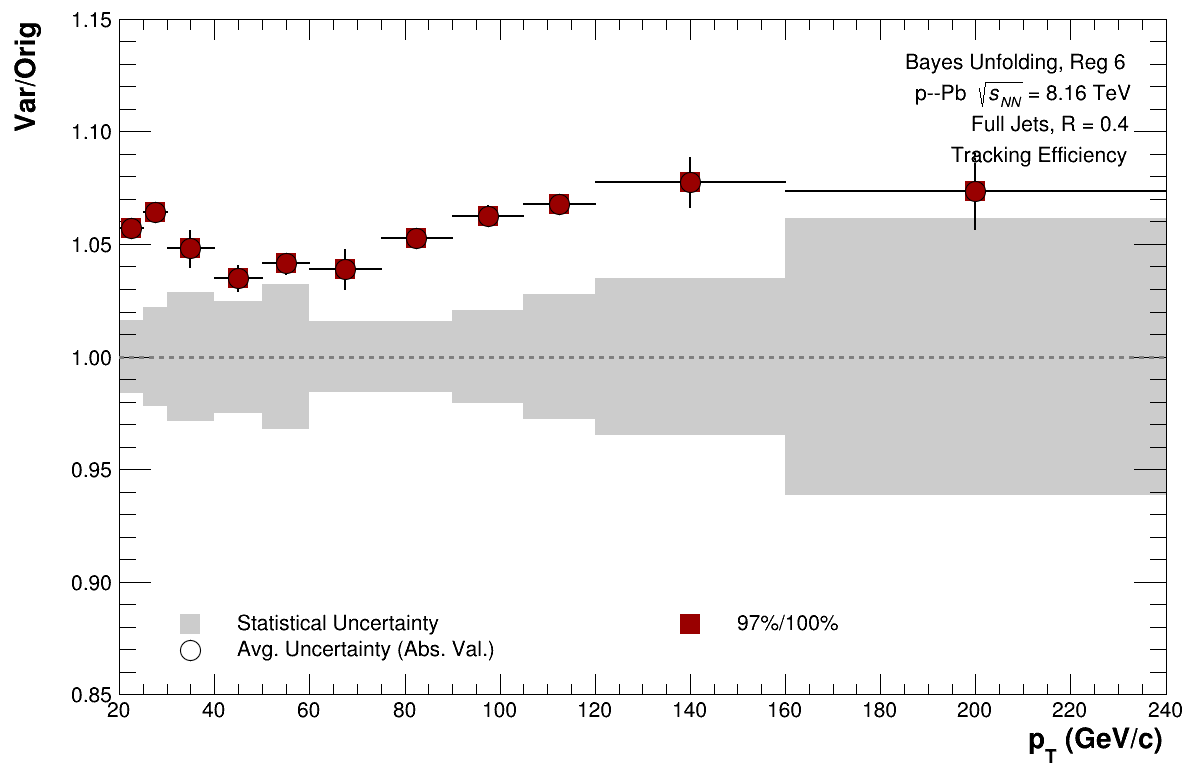 Var/Orig
1.15
1.10
1.05
1.00
0.95
0.90
0.85
Bayes Unfolding, Reg 6
p--Pb √sNN = 8.16 TeV
Full Jets, R = 0.4
Tracking Efficiency
Statistical Uncertainty
Avg. Uncertainty (Abs. Val.)
97%/100%
20 40 60 80 100 120 140 160 180 200 220 240
pT (GeV/c)